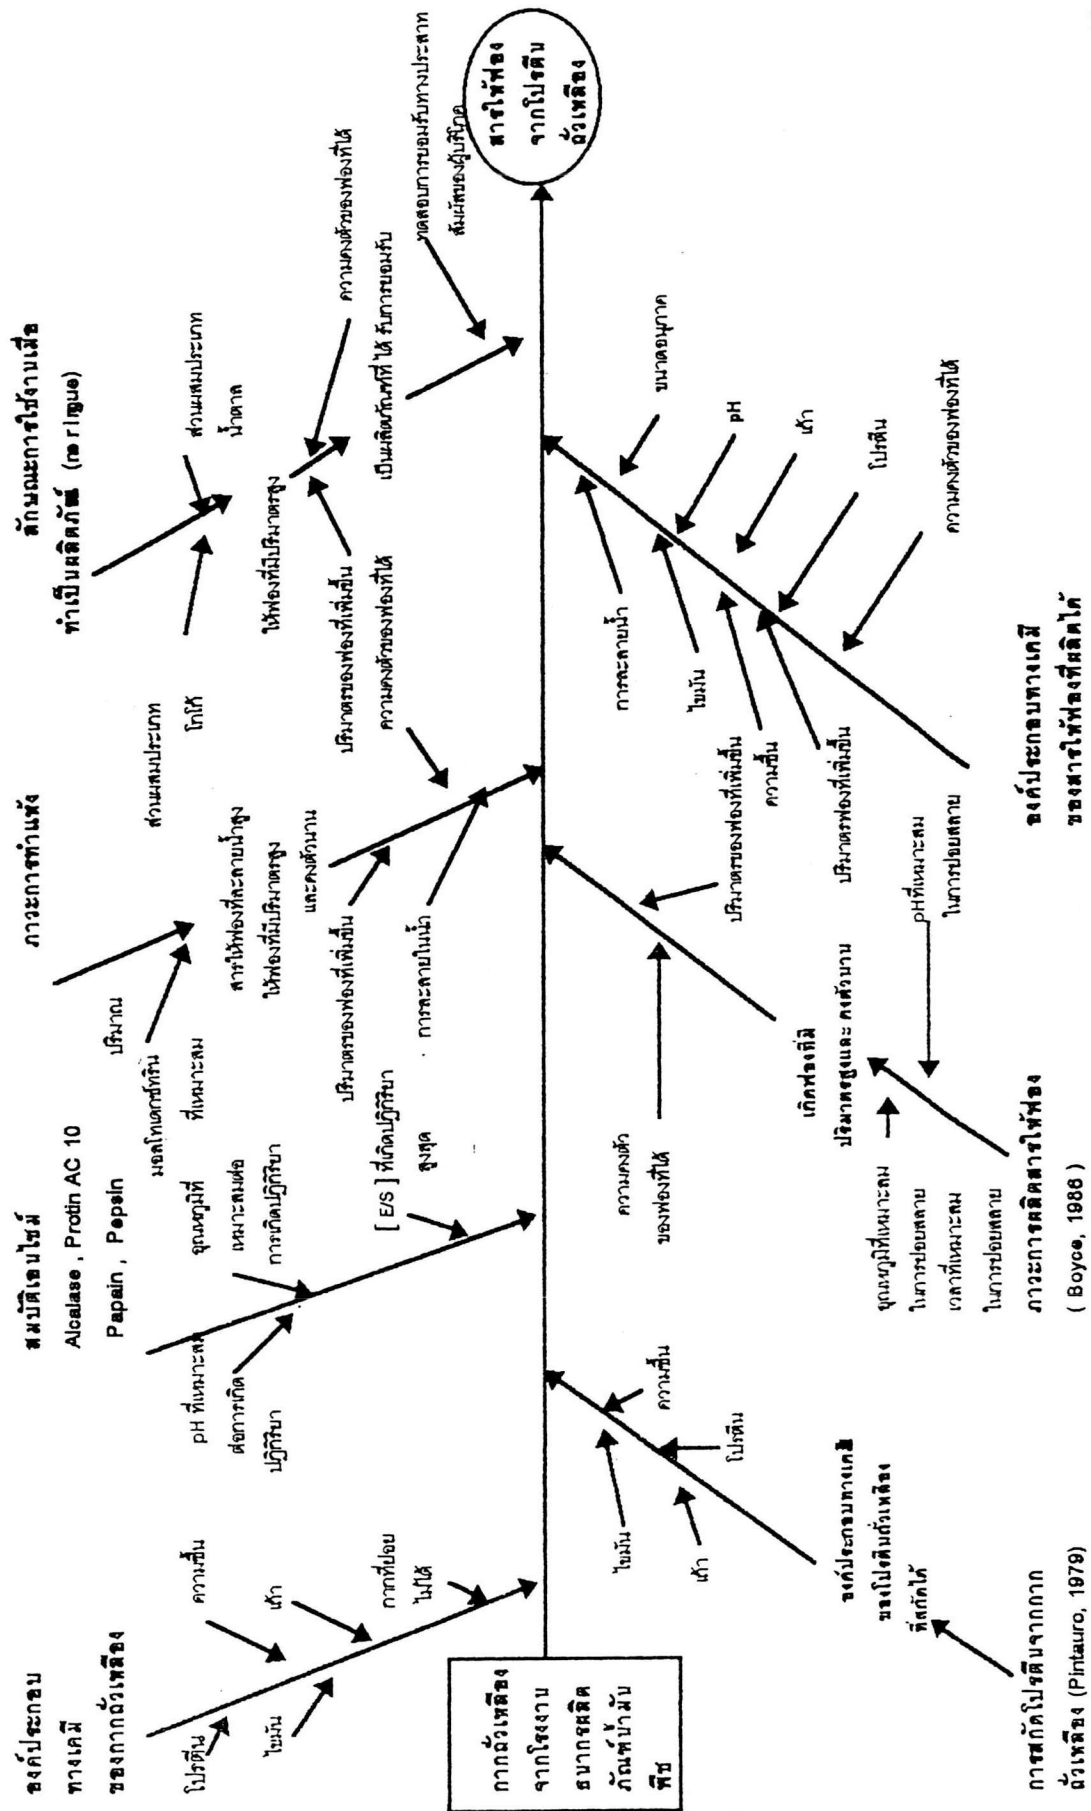 องค์ประกอบ
ทางเคมี
ของกากถั่วเหลือง
โปรตีน
ไขมัน
ความชื้น
เถ้า
กากที่ย่อย
ไม่ได้
สมบัติเอนไซม์
Alcalase , Protin AC 10
Papain , Pepsin
pH ที่เหมาะสม
ต่อการเกิด
ปฏิกิริยา
อุณหภูมิที่
เหมาะสมต่อ
การเกิดปฏิกิริยา
[ E/S ] ที่เกิดปฏิกิริยา
สูงสุด
ภาวะการทำแห้ง
ปริมาณ
มอลโทเดกซ์ทริน
ที่เหมาะสม
สารให้ฟองที่ละลายน้ำสูง
ให้ฟองที่มีปริมาตรสูง
และคงตัวนาน
ปริมาตรของฟองที่เพิ่มขึ้น
การละลายในน้ำ
ความคงตัวของฟองที่ได้
ลักษณะการใช้งานเมื่อ
ทำเป็นผลิตภัณฑ์ (meringue)
ส่วนผสมประเภท
โกโก้
ส่วนผสมประเภท
น้ำตาล
ให้ฟองที่มีปริมาตรสูง
ปริมาตรของฟองที่เพิ่มขึ้น
ความคงตัวของฟองที่ได้
เป็นผลิตภัณฑ์ที่ได้ รับการยอมรับ
ทดสอบการยอมรับทางประสาท
สัมผัสของผู้บริโภค
กากถั่วเหลือง
จากโรงงาน
ธนากรผลิต
ภัณฑ์น้ำมัน
พืช
สารให้ฟอง
จากโปรตีน
ถั่วเหลือง
ไขมัน
เถ้า
ความชื้น
โปรตีน
องค์ประกอบทางเคมี
ของโปรตีนถั่วเหลือง
ที่สกัดได้
การสกัดโปรตีนจากกาก
ถั่วเหลือง (Pintauro, 1979)
ความคงตัว
ของฟองที่ได้
ปริมาตรของฟองที่เพิ่มขึ้น
เกิดฟองที่มี
ปริมาตรสูงและ คงตัวนาน
อุณหภูมิที่เหมาะสม
ในการย่อยสลาย
เวลาที่เหมาะสม
ในการย่อยสลาย
pH ที่เหมาะสม
ในการย่อยสลาย
ภาวะการผลิตสารให้ฟอง
( Boyce, 1986 )
การละลายน้ำ
ไขมัน
ความชื้น
ปริมาตรฟองที่เพิ่มขึ้น
ขนาดอนุภาค
pH
เถ้า
โปรตีน
ความคงตัวของฟองที่ได้
องค์ประกอบทางเคมี
ของสารให้ฟองที่ผลิตได้